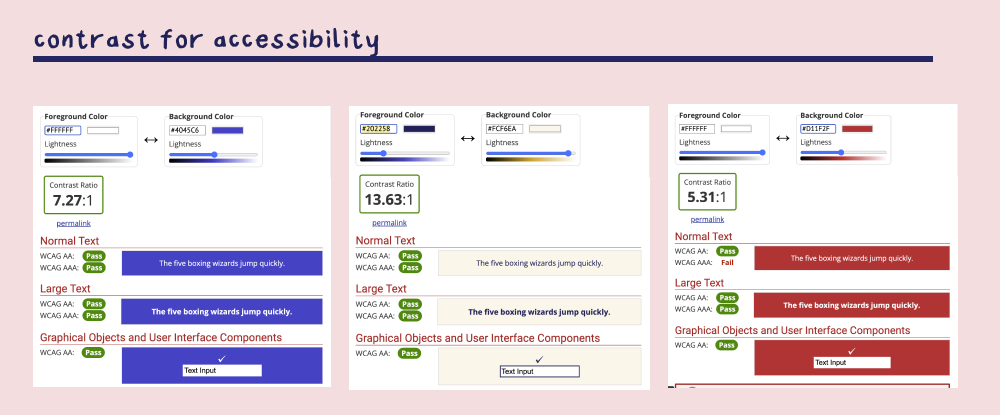 contrast for accessibility
Foreground Color
Background Color
#FFFFFF
#4045C6
Lightness
Lightness
Contrast Ratio
7.27:1
permalink
Normal Text
WCAG AA: Pass
WCAG AAA: Pass
The five boxing wizards jump quickly.
Large Text
WCAG AA: Pass
WCAG AAA: Pass
The five boxing wizards jump quickly.
Graphical Objects and User Interface Components
WCAG AA: Pass
✓
Text Input
Foreground Color
Background Color
#202258
#FCF6EA
Lightness
Lightness
Contrast Ratio
13.63:1
permalink
Normal Text
WCAG AA: Pass
WCAG AAA: Pass
The five boxing wizards jump quickly.
Large Text
WCAG AA: Pass
WCAG AAA: Pass
The five boxing wizards jump quickly.
Graphical Objects and User Interface Components
WCAG AA: Pass
✓
Text Input
Foreground Color
Background Color
#FFFFFF
#D11F2F
Lightness
Lightness
Contrast Ratio
5.31:1
permalink
Normal Text
WCAG AA: Pass
WCAG AAA: Fail
The five boxing wizards jump quickly.
Large Text
WCAG AA: Pass
WCAG AAA: Pass
The five boxing wizards jump quickly.
Graphical Objects and User Interface Components
WCAG AA: Pass
✓
Text Input